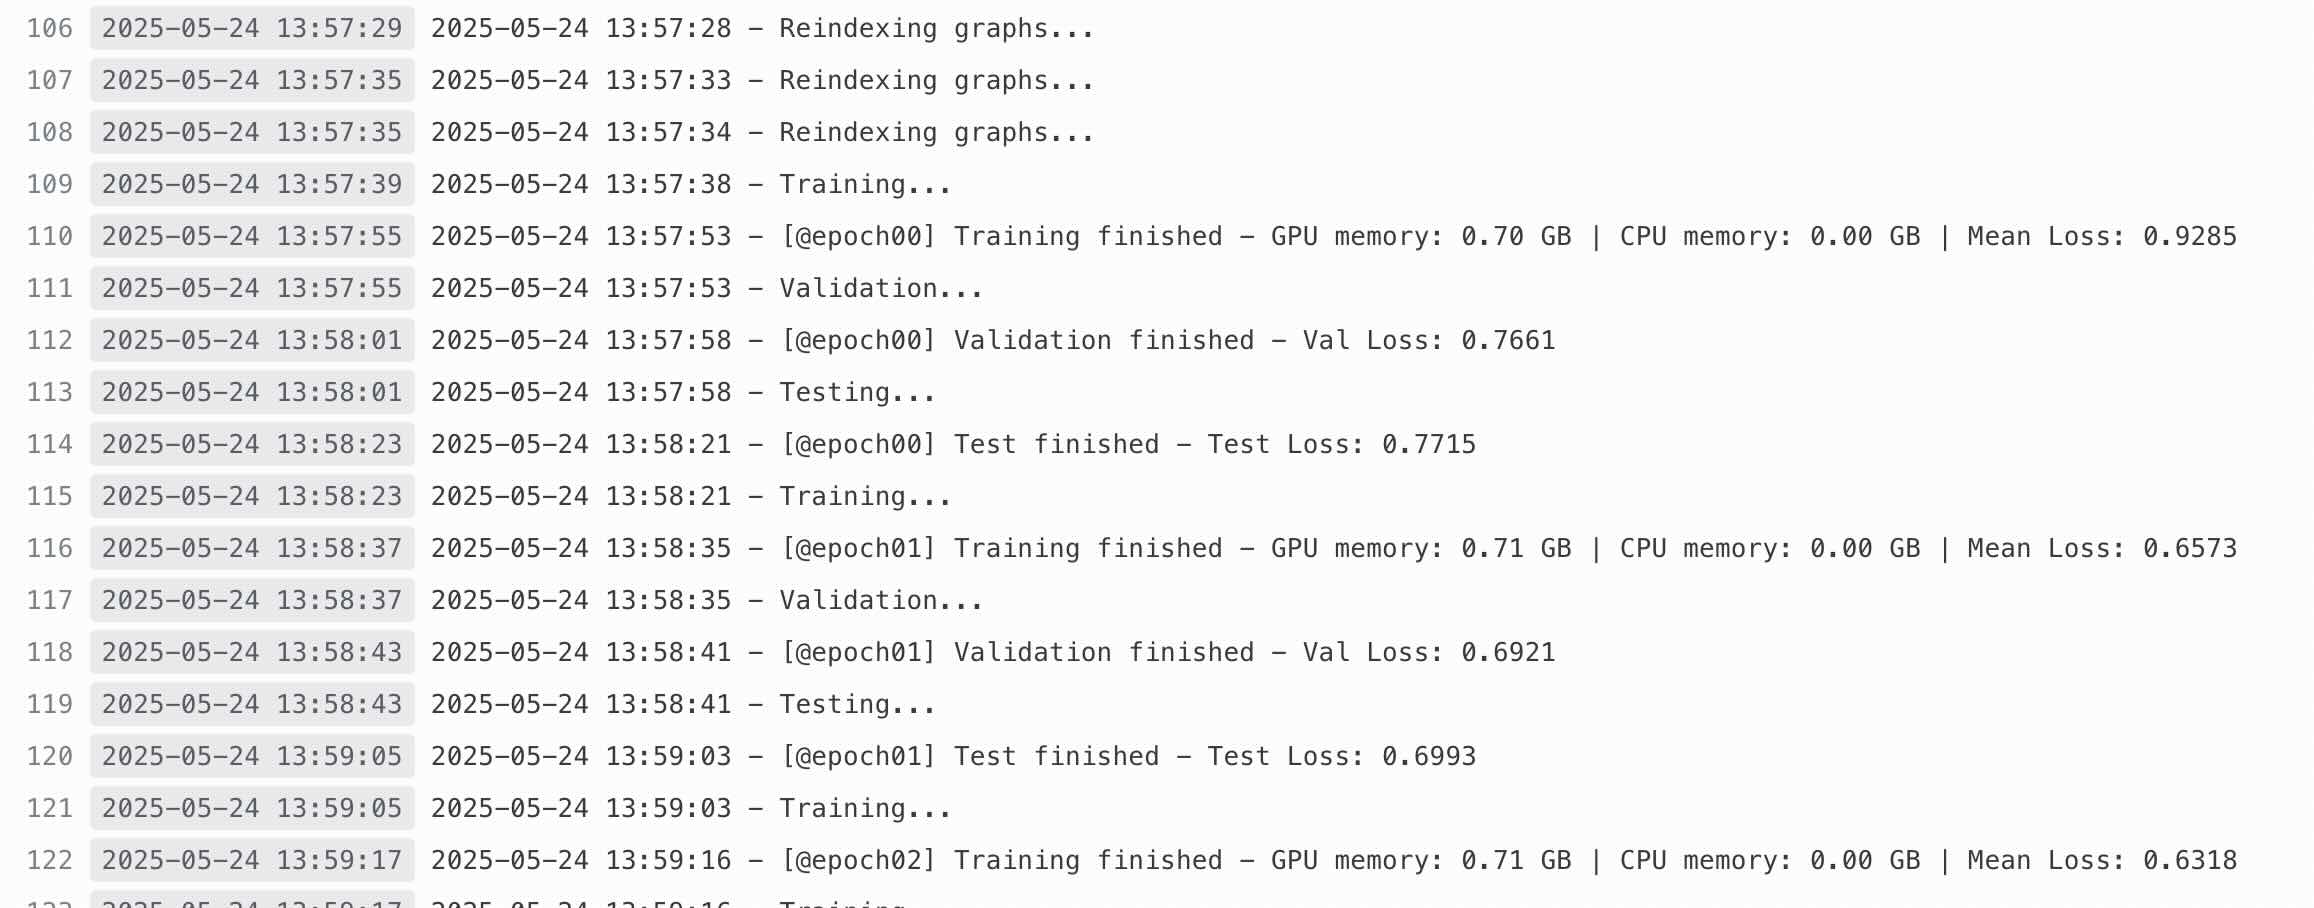 106 2025-05-24 13:57:29 2025-05-24 13:57:28 - Reindexing graphs...
107 2025-05-24 13:57:35 2025-05-24 13:57:33 - Reindexing graphs...
108 2025-05-24 13:57:35 2025-05-24 13:57:34 - Reindexing graphs...
109 2025-05-24 13:57:39 2025-05-24 13:57:38 - Training...
110 2025-05-24 13:57:55 2025-05-24 13:57:53 - [@epoch00] Training finished - GPU memory: 0.70 GB | CPU memory: 0.00 GB | Mean Loss: 0.9285
111 2025-05-24 13:57:55 2025-05-24 13:57:53 - Validation...
112 2025-05-24 13:58:01 2025-05-24 13:57:58 - [@epoch00] Validation finished - Val Loss: 0.7661
113 2025-05-24 13:58:01 2025-05-24 13:57:58 - Testing...
114 2025-05-24 13:58:23 2025-05-24 13:58:21 - [@epoch00] Test finished - Test Loss: 0.7715
115 2025-05-24 13:58:23 2025-05-24 13:58:21 - Training...
116 2025-05-24 13:58:37 2025-05-24 13:58:35 - [@epoch01] Training finished - GPU memory: 0.71 GB | CPU memory: 0.00 GB | Mean Loss: 0.6573
117 2025-05-24 13:58:37 2025-05-24 13:58:35 - Validation...
118 2025-05-24 13:58:43 2025-05-24 13:58:41 - [@epoch01] Validation finished - Val Loss: 0.6921
119 2025-05-24 13:58:43 2025-05-24 13:58:41 - Testing...
120 2025-05-24 13:59:05 2025-05-24 13:59:03 - [@epoch01] Test finished - Test Loss: 0.6993
121 2025-05-24 13:59:05 2025-05-24 13:59:03 - Training...
122 2025-05-24 13:59:17 2025-05-24 13:59:16 - [@epoch02] Training finished - GPU memory: 0.71 GB | CPU memory: 0.00 GB | Mean Loss: 0.6318